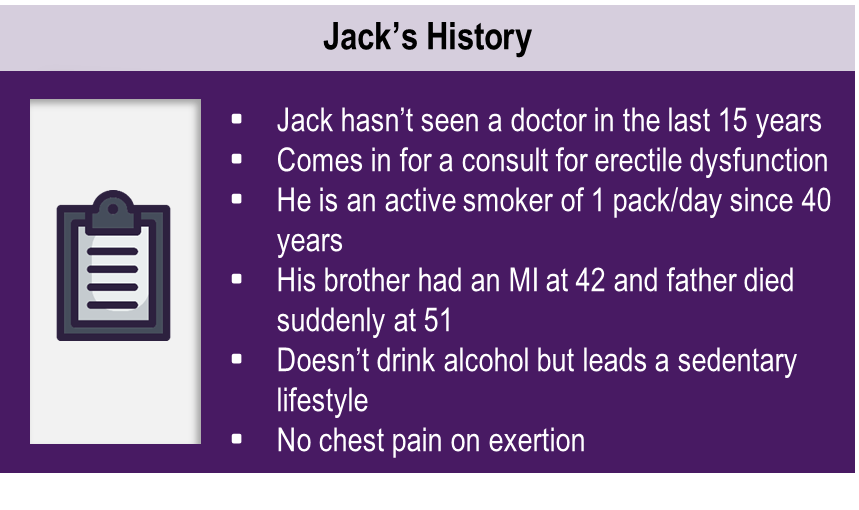 Jack’s History
▪ Jack hasn’t seen a doctor in the last 15 years
▪ Comes in for a consult for erectile dysfunction
▪ He is an active smoker of 1 pack/day since 40
years
▪ His brother had an MI at 42 and father died
suddenly at 51
▪ Doesn’t drink alcohol but leads a sedentary
lifestyle
▪ No chest pain on exertion